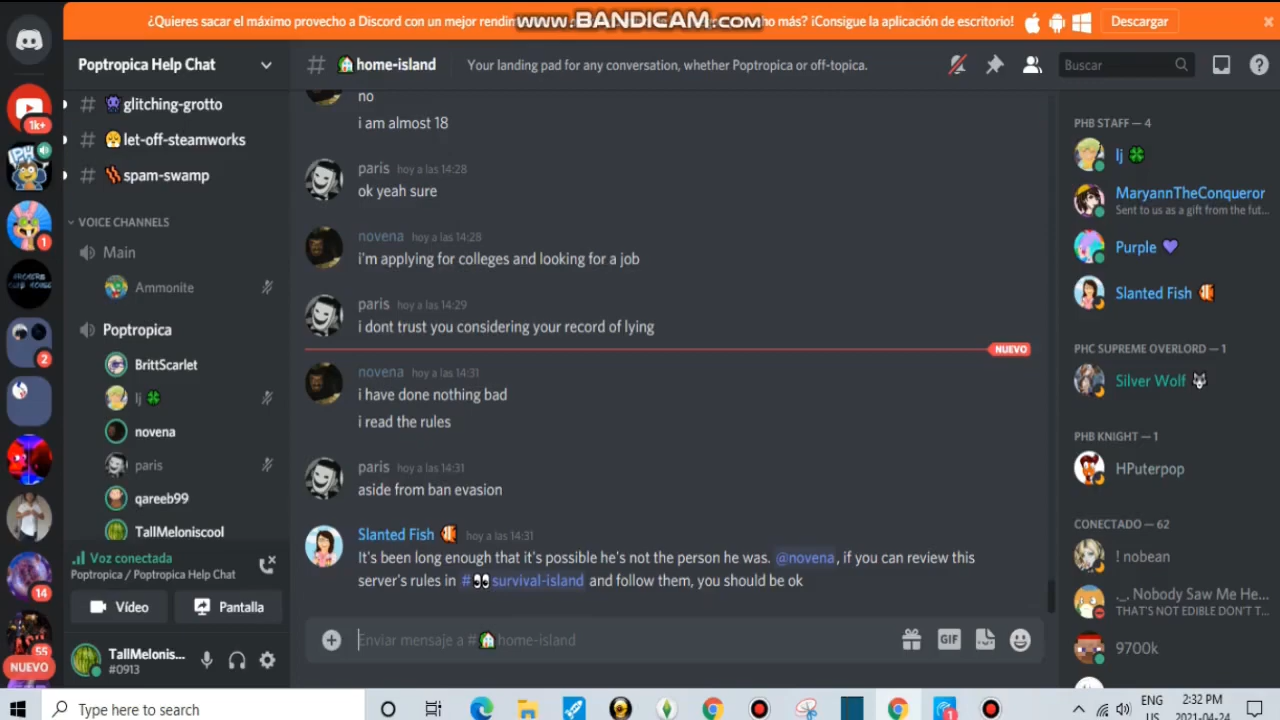 ¿Quieres sacar el máximo provecho a Discord con un mejor rendim
www.BANDICAM.com
ho más? ¡Consigue la aplicación de escritorio!
Descargar
Poptropica Help Chat
home-island
Your landing pad for any conversation, whether Poptropica or off-topica.
Buscar
1K+
1
2
14
55
NUEVO
glitching-grotto
let-off-steamworks
spam-swamp
VOICE CHANNELS
Main
Ammonite
Poptropica
BrittScarlet
lj
novena
paris
qareeb99
TallMeloniscool
Voz conectada
Poptropica / Poptropica Help Chat
Vídeo
Pantalla
TallMelonis...
#0913
no
i am almost 18
paris hoy a las 14:28
ok yeah sure
novena hoy a las 14:28
i'm applying for colleges and looking for a job
paris hoy a las 14:29
i dont trust you considering your record of lying
NUEVO
novena hoy a las 14:31
i have done nothing bad
i read the rules
paris hoy a las 14:31
aside from ban evasion
Slanted Fish hoy a las 14:31
It's been long enough that it's possible he's not the person he was. @novena, if you can review this
server's rules in #survival-island and follow them, you should be ok
Enviar mensaje a #home-island
GIF
PHB STAFF — 4
lj
MaryannTheConqueror
Sent to us as a gift from the fut...
Purple
Slanted Fish
PHC SUPREME OVERLORD — 1
Silver Wolf
PHB KNIGHT — 1
HPuterpop
CONECTADO — 62
! nobean
._. Nobody Saw Me He...
THAT'S NOT EDIBLE DON'T T...
9700k
Type here to search
1
ENG
US
2:32 PM
2021-04-24